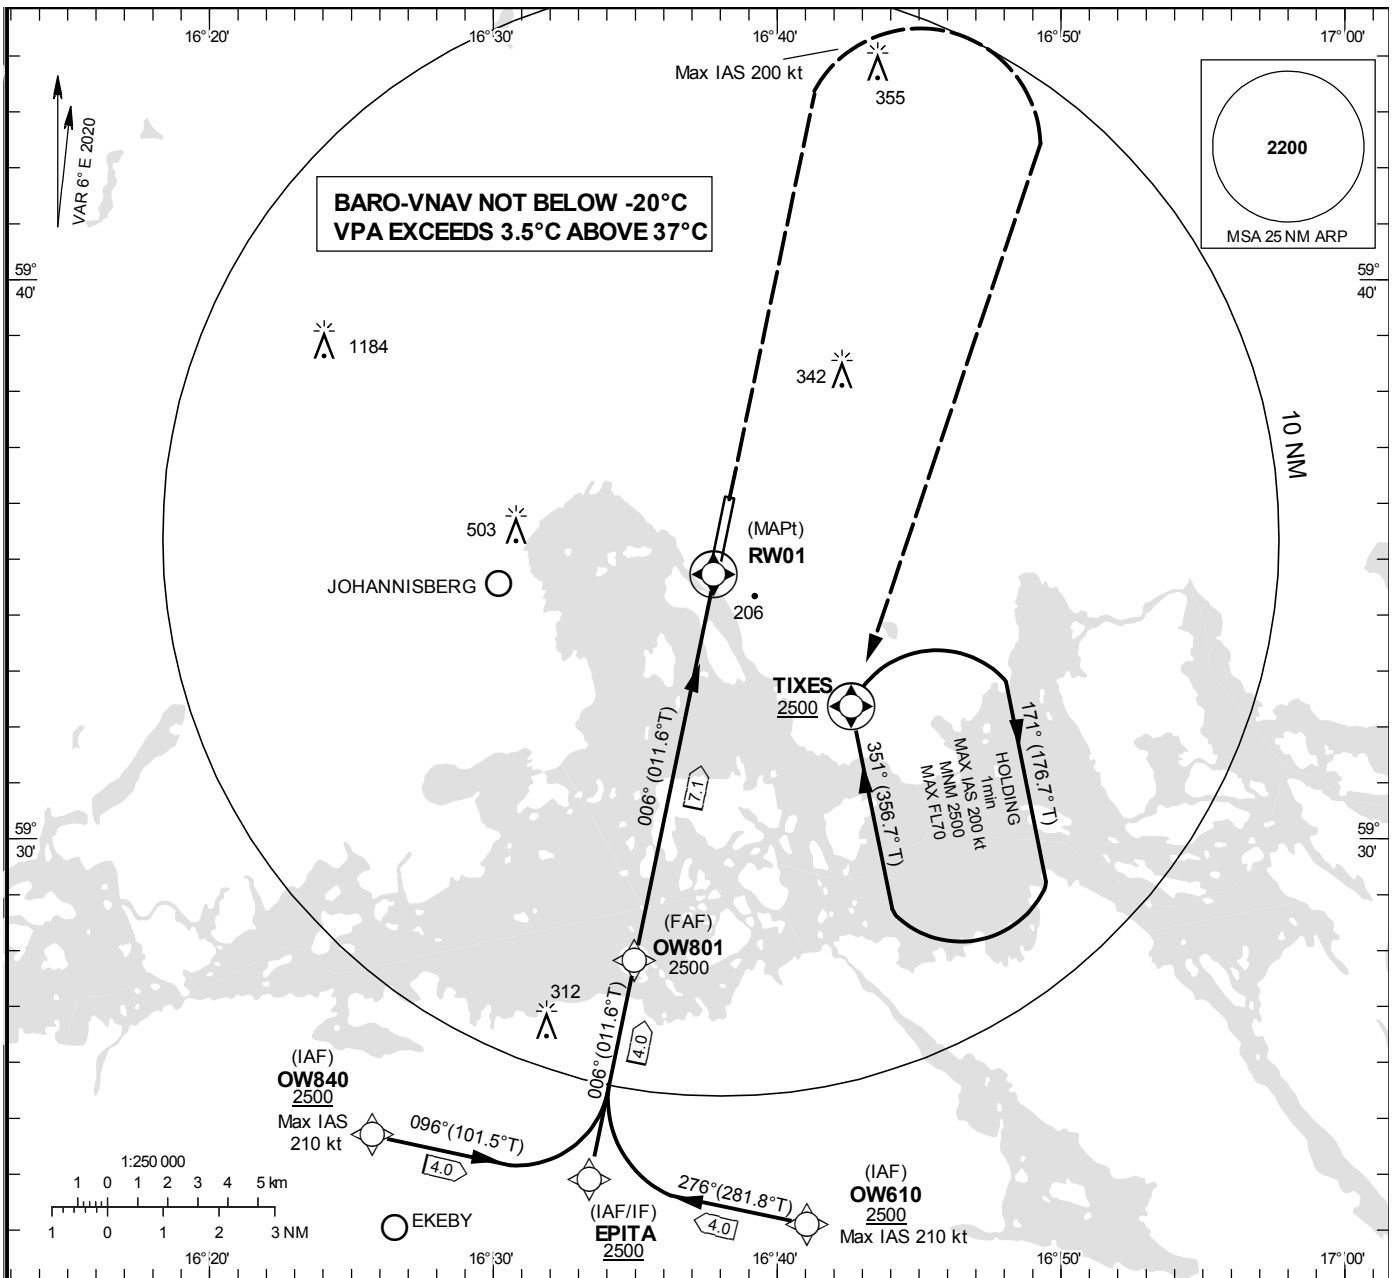 16°20'
16°30'
16°40'
16°50'
17°00'
Max IAS 200 kt
355
2200
MSA 25 NM ARP
VAR 6° E 2020
BARO-VNAV NOT BELOW -20°C
VPA EXCEEDS 3.5°C ABOVE 37°C
59°
40'
59°
40'
1184
342
10 NM
503
(MAPt)
RW01
JOHANNISBERG
206
TIXES
2500
006° (011.6°T)
7.1
351° (356.7° T)
HOLDING
1min
MAX IAS 200 kt
MNM 2500
MAX FL70
171° (176.7° T)
59°
30'
59°
30'
(FAF)
OW801
2500
312
006°(011.6°T)
4.0
(IAF)
OW840
2500
Max IAS
210 kt
096°(101.5°T)
4.0
1:250 000
1 0 1 2 3 4 5 km
1 0 1 2 3 NM
EKEBY
(IAF/IF)
EPITA
2500
276°(281.8°T)
4.0
(IAF)
OW610
2500
Max IAS 210 kt
16°20'
16°30'
16°40'
16°50'
17°00'